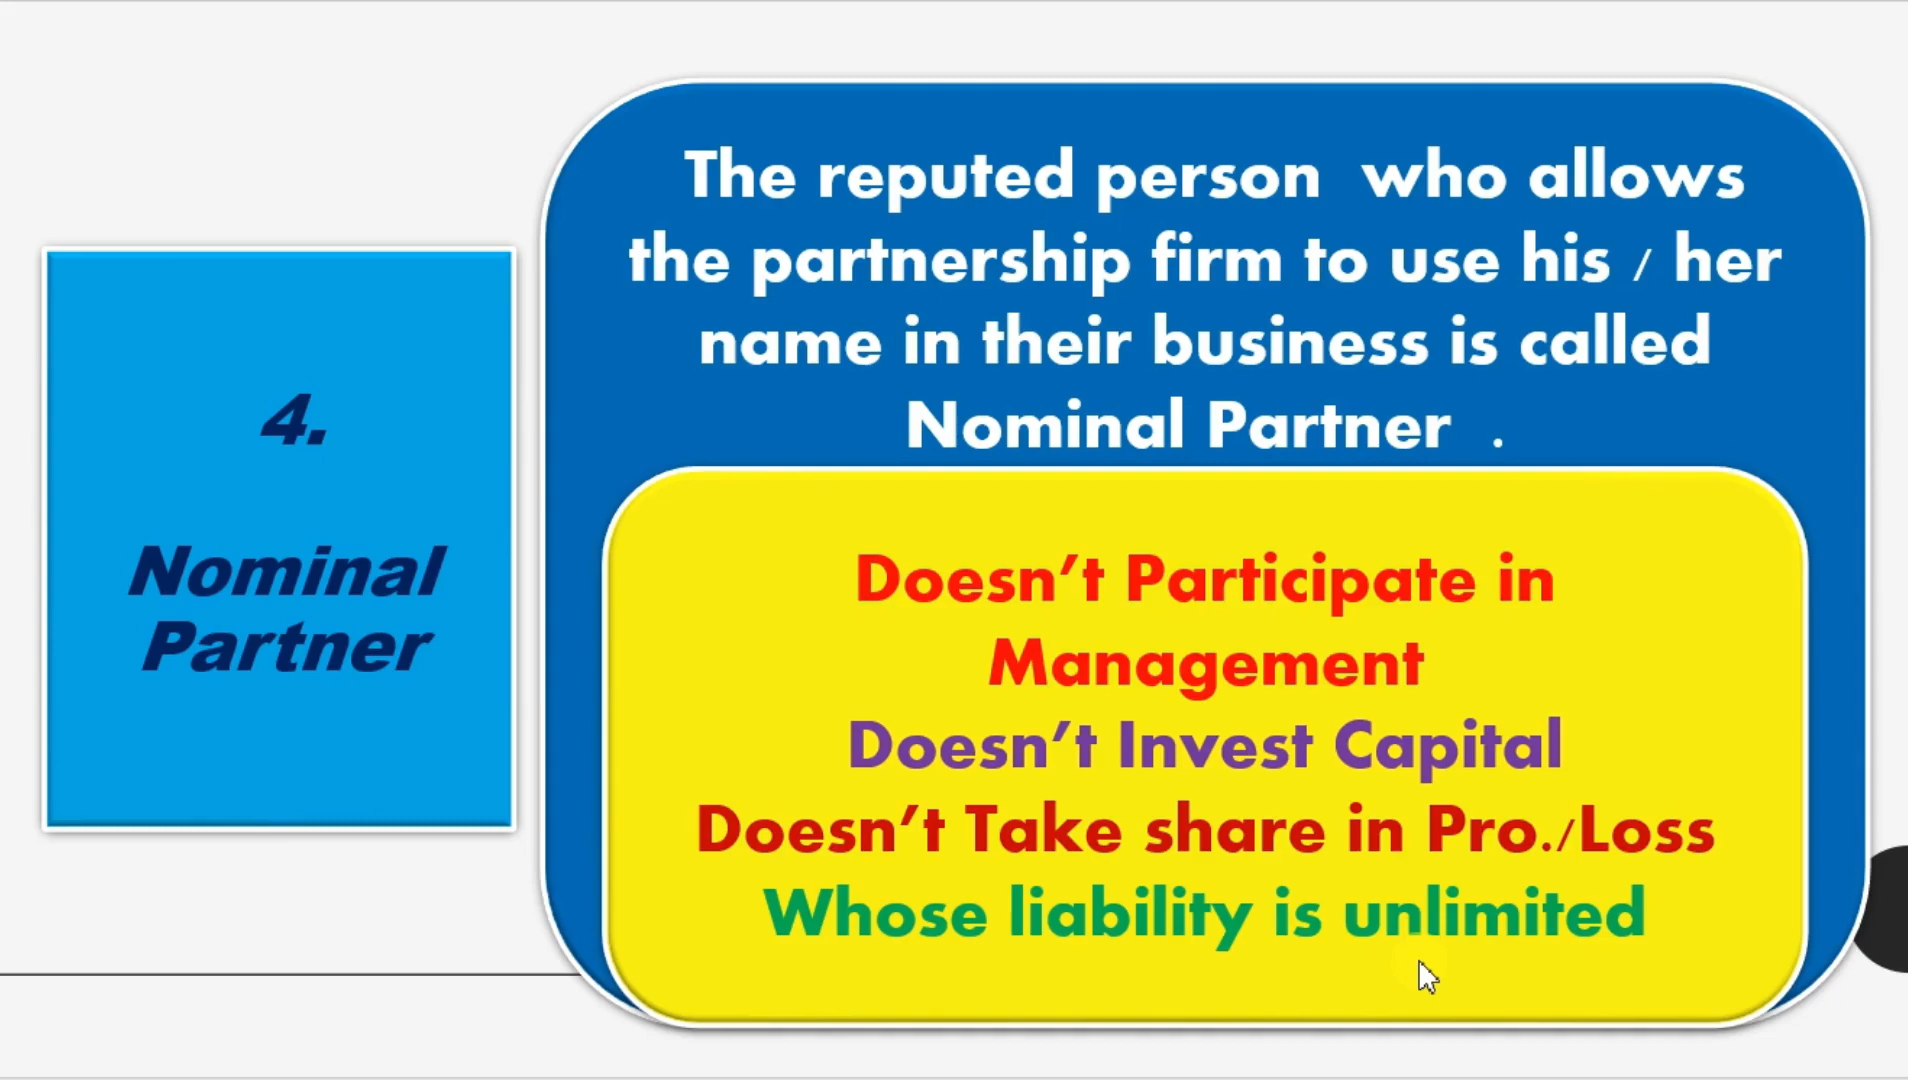 4.
Nominal
Partner
The reputed person who allows
the partnership firm to use his / her
name in their business is called
Nominal Partner .
Doesn’t Participate in
Management
Doesn’t Invest Capital
Doesn’t Take share in Pro./Loss
Whose liability is unlimited